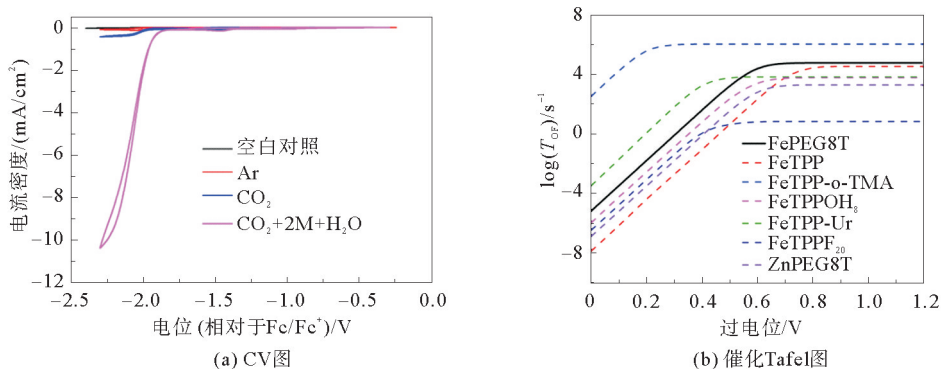 0
−2
−4
−6
−8
−10
−12
电流密度/(mA/cm²)
空白对照
Ar
CO₂
CO₂+2M+H₂O
−2.5
−2.0
−1.5
−1.0
−0.5
0.0
电位 (相对于Fc/Fc⁺)/V
(a) CV图
8
4
0
−4
−8
log(T_OF)/s⁻¹
FePEG8T
FeTPP
FeTPP-o-TMA
FeTPPOH₈
FeTPP-Ur
FeTPPF₂₀
ZnPEG8T
0
0.2
0.4
0.6
0.8
1.0
1.2
过电位/V
(b) 催化Tafel图